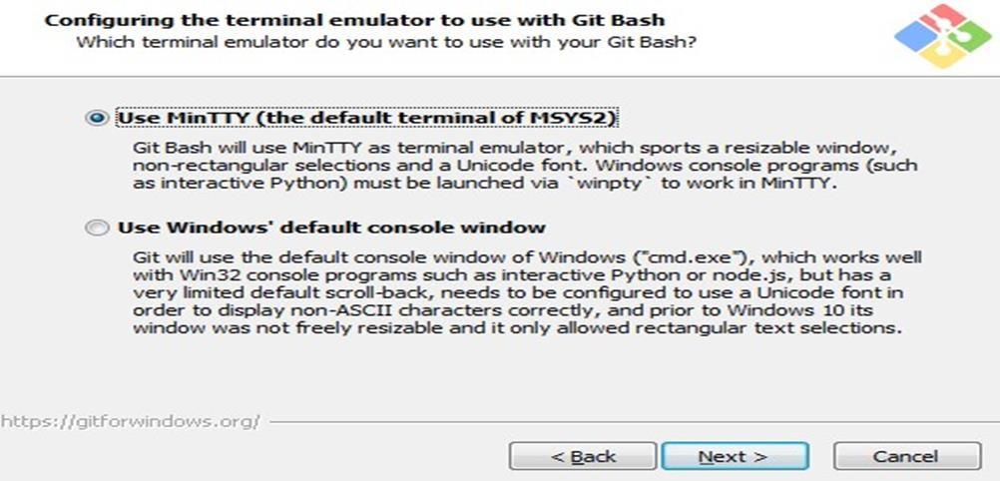 Configuring the terminal emulator to use with Git Bash
Which terminal emulator do you want to use with your Git Bash?
Use MinTTY (the default terminal of MSYS2)
Git Bash will use MinTTY as terminal emulator, which sports a resizable window,
non-rectangular selections and a Unicode font. Windows console programs (such
as interactive Python) must be launched via `winpty` to work in MinTTY.
Use Windows' default console window
Git will use the default console window of Windows ("cmd.exe"), which works well
with Win32 console programs such as interactive Python or node.js, but has a
very limited default scroll-back, needs to be configured to use a Unicode font in
order to display non-ASCII characters correctly, and prior to Windows 10 its
window was not freely resizable and it only allowed rectangular text selections.
https://gitforwindows.org/
< Back
Next >
Cancel